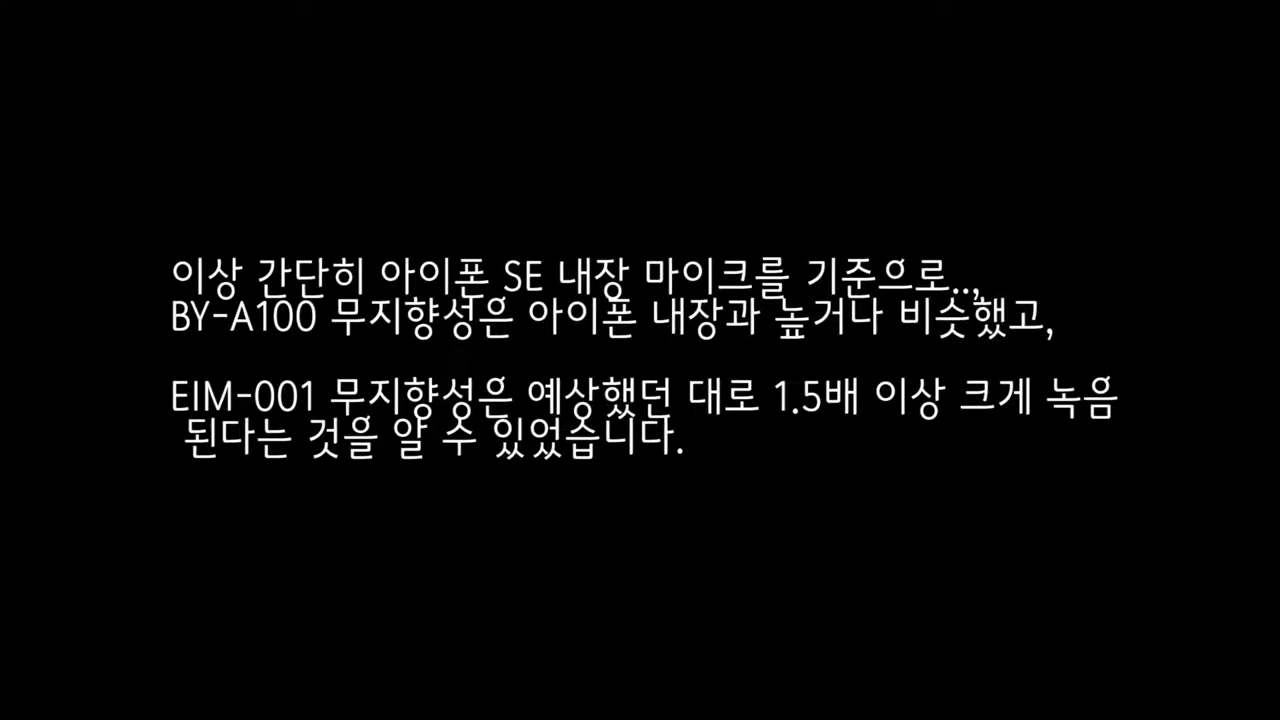 이상 간단히 아이폰 SE 내장 마이크를 기준으로..,
BY-A100 무지향성은 아이폰 내장과 높거나 비슷했고,
EIM-001 무지향성은 예상했던 대로 1.5배 이상 크게 녹음
된다는 것을 알 수 있었습니다.